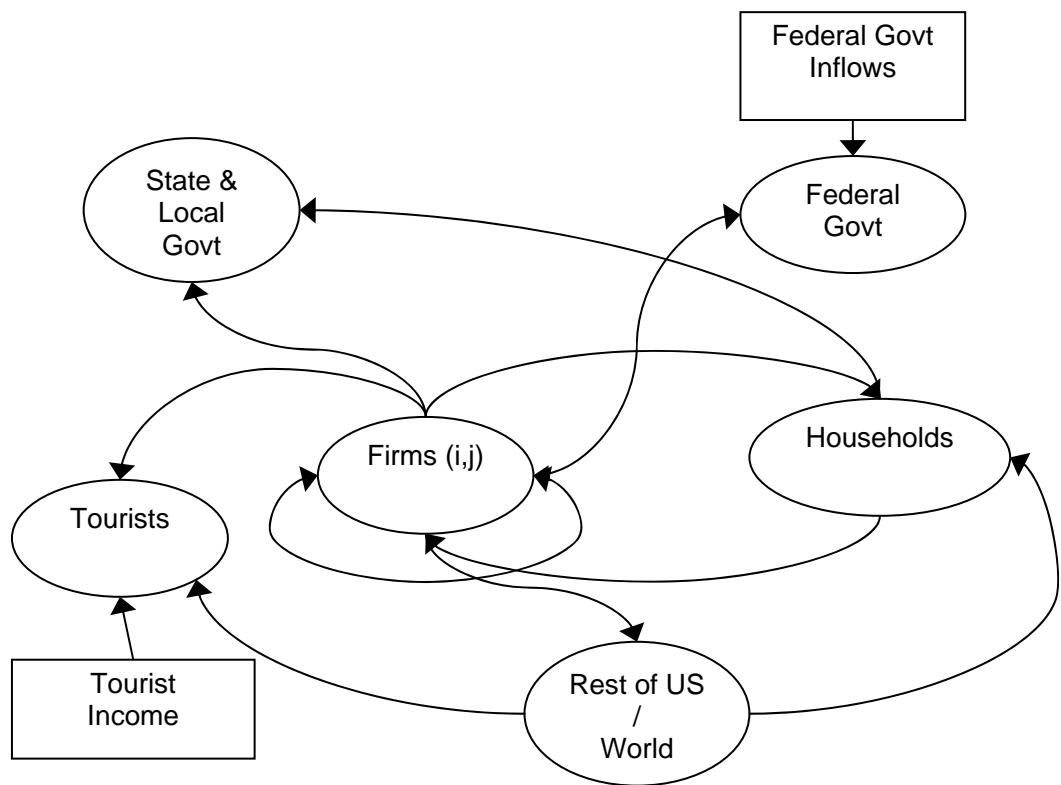 Federal Govt
Inflows
State &
Local
Govt
Federal
Govt
Firms (i,j)
Households
Tourists
Tourist
Income
Rest of US
/
World